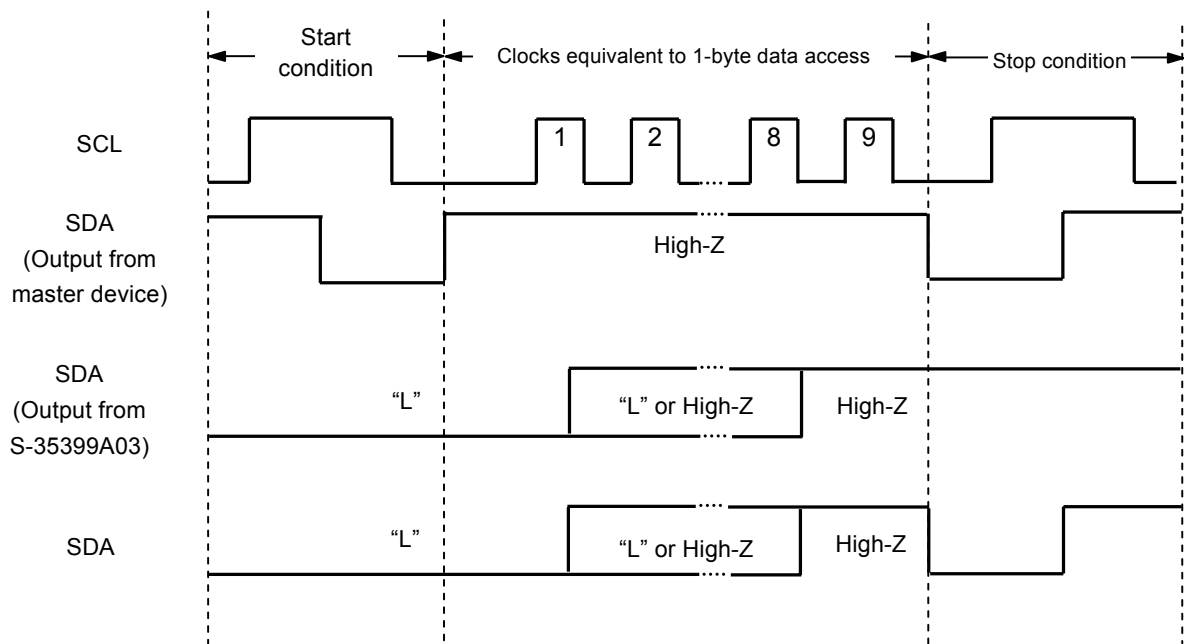 Start
condition
Clocks equivalent to 1-byte data access
Stop condition
SCL
1
2
8
9
SDA
(Output from
master device)
High-Z
SDA
(Output from
S-35399A03)
“L”
“L” or High-Z
High-Z
SDA
“L”
“L” or High-Z
High-Z